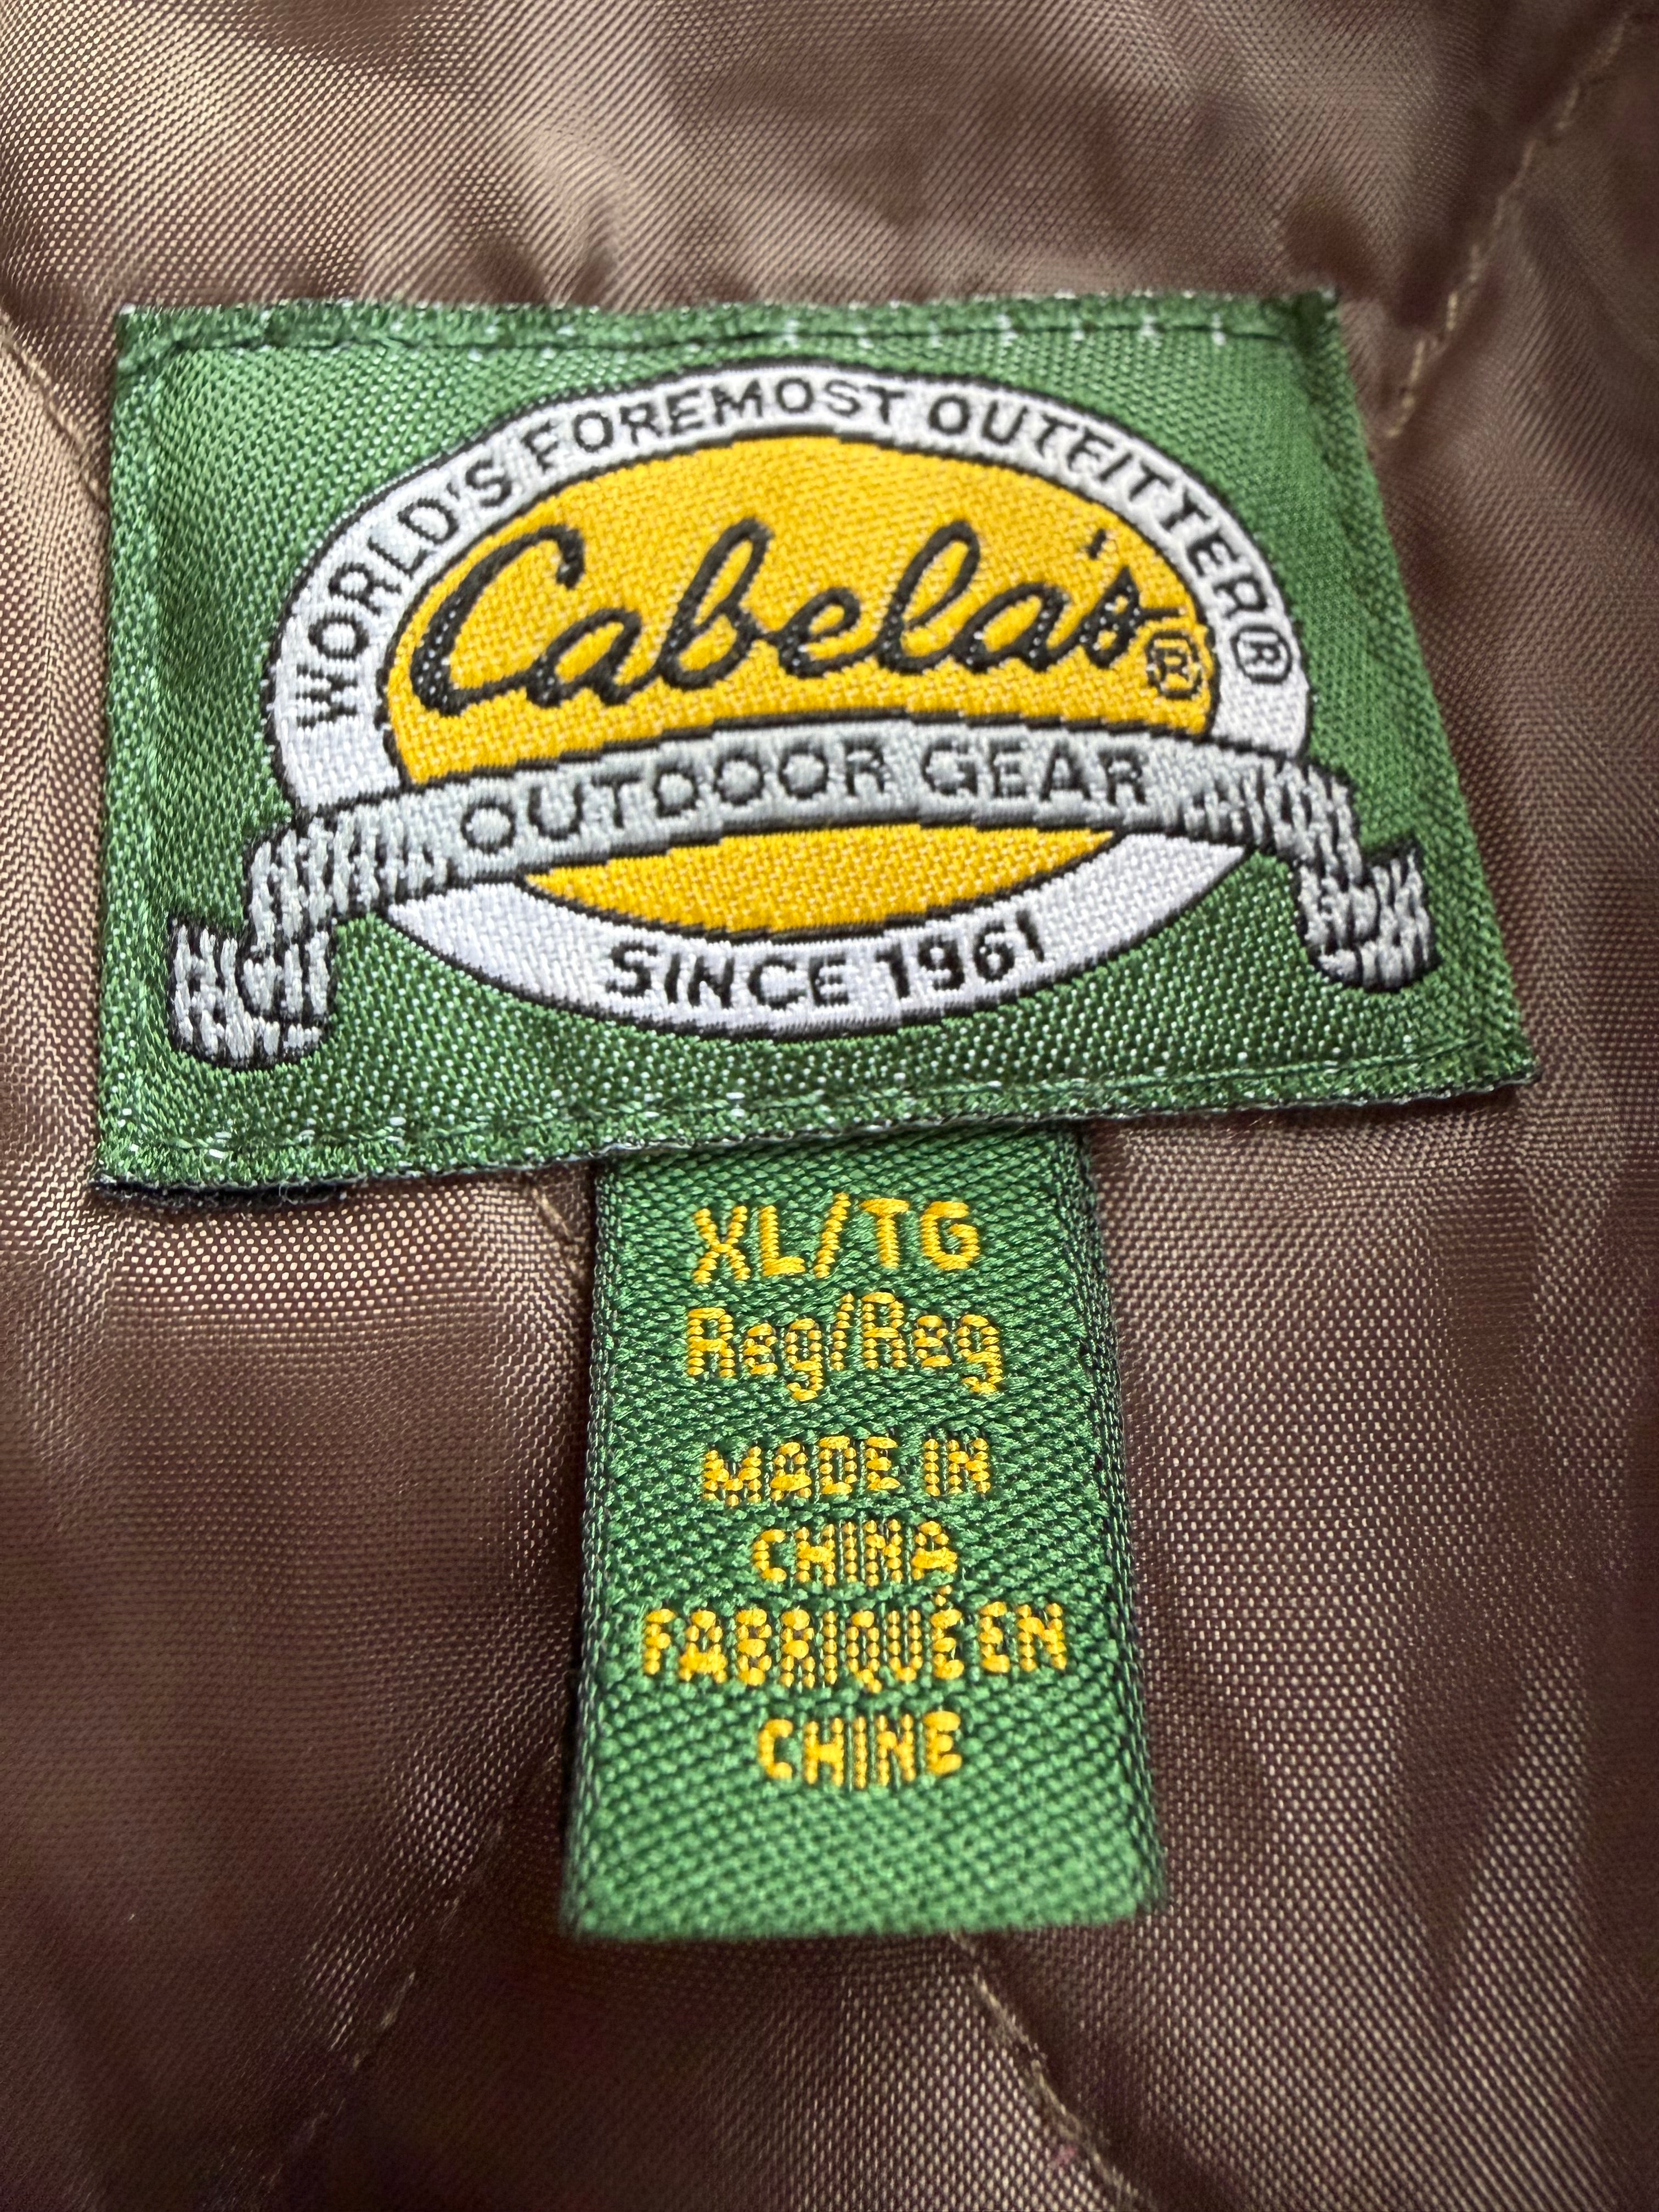 WORLD'S FOREMOST OUTFITTER®
Cabela's®
OUTDOOR GEAR
SINCE 1961
XL/TG
Reg/Reg
MADE IN
CHINA
FABRIQUÉ EN
CHINE